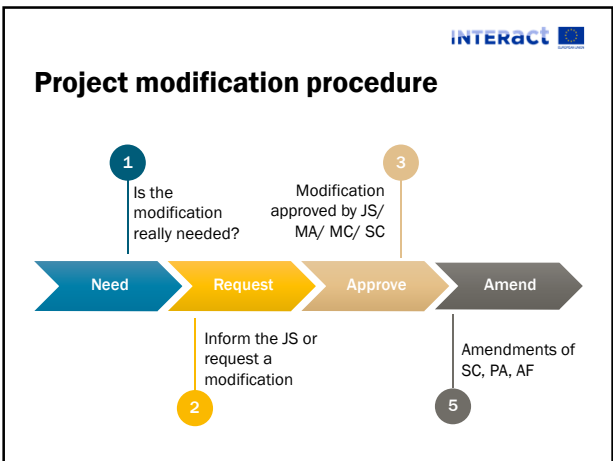 INTERact
EUROPEAN UNION
Project modification procedure
1
Is the
modification
really needed?
3
Modification
approved by JS/
MA/ MC/ SC
Need
Request
Approve
Amend
Inform the JS or
request a
modification
2
Amendments of
SC, PA, AF
5